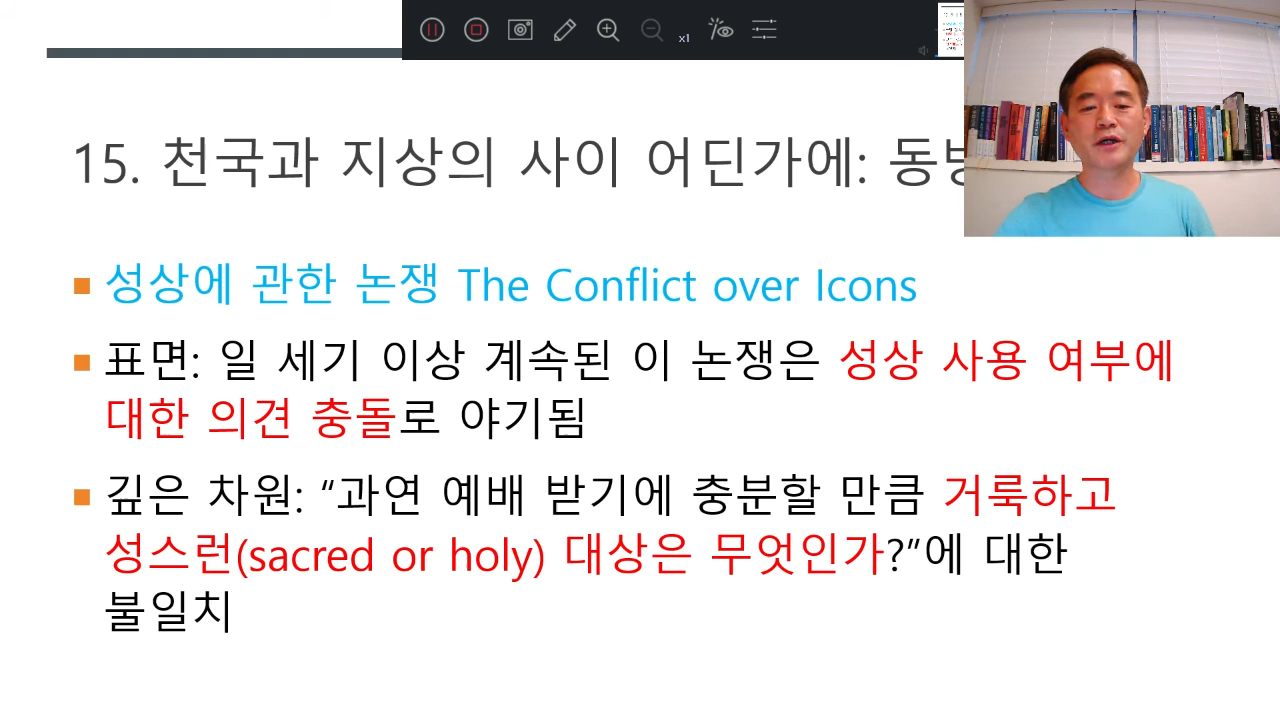 x1
15. 천국과 지상의 사이 어딘가에:
성상에 관한 논쟁 The Conflict over Icons
표면: 일 세기 이상 계속된 이 논쟁은 성상 사용 여부에
대한 의견 충돌로 야기됨
깊은 차원: “과연 예배 받기에 충분할 만큼 거룩하고
성스런(sacred or holy) 대상은 무엇인가?”에 대한
불일치